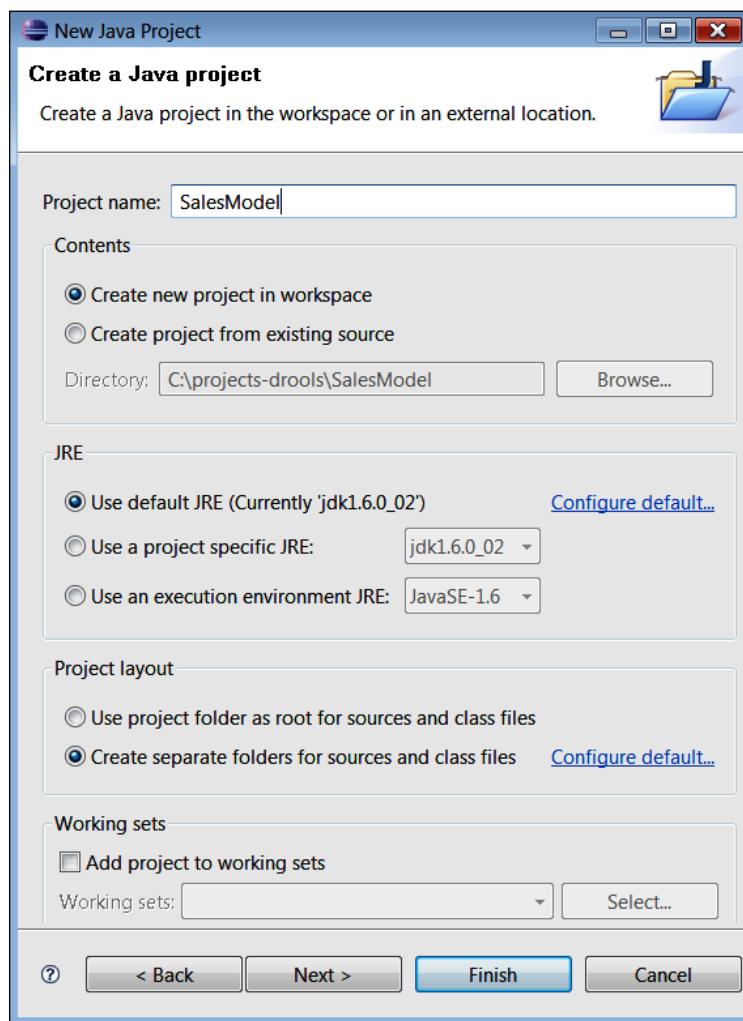 New Java Project
Create a Java project
Create a Java project in the workspace or in an external location.
Project name: SalesModel
Contents
Create new project in workspace
Create project from existing source
Directory: C:\projects-drools\SalesModel Browse...
JRE
Use default JRE (Currently 'jdk1.6.0_02') Configure default...
Use a project specific JRE: jdk1.6.0_02
Use an execution environment JRE: JavaSE-1.6
Project layout
Use project folder as root for sources and class files
Create separate folders for sources and class files Configure default...
Working sets
Add project to working sets
Working sets: Select...
? < Back Next > Finish Cancel